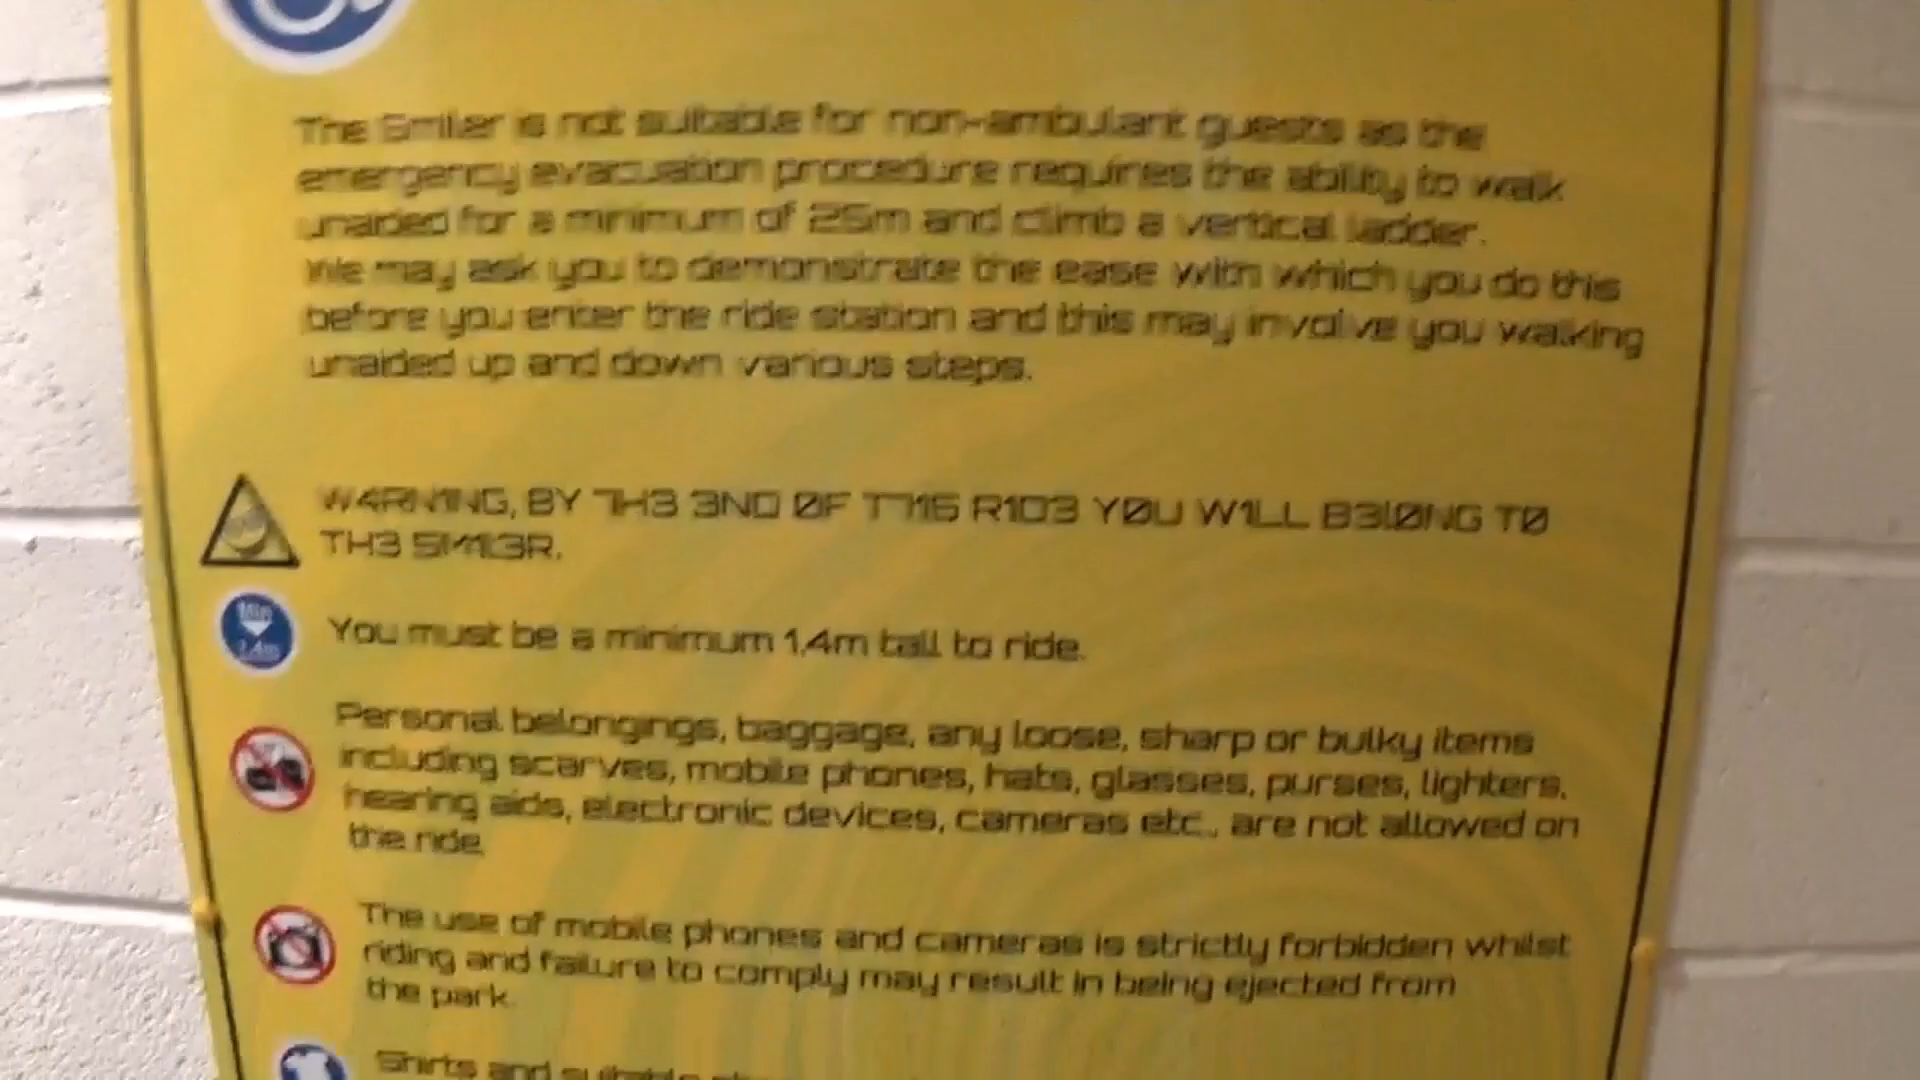 The Smiler is not suitable for non-ambulant guests as the
emergency evacuation procedure requires the ability to walk
unaided for a minimum of 25m and climb a vertical ladder.
We may ask you to demonstrate the ease with which you do this
before you enter the ride station and this may involve you walking
unaided up and down various steps.
W4RN1NG, BY TH3 3ND ØF T71S R1D3 YØU W1LL B3LØNG TØ
TH3 SM1L3R.
Min
1.4m
You must be a minimum 1.4m tall to ride.
Personal belongings, baggage, any loose, sharp or bulky items
including scarves, mobile phones, hats, glasses, purses, lighters,
hearing aids, electronic devices, cameras etc., are not allowed on
the ride.
The use of mobile phones and cameras is strictly forbidden whilst
riding and failure to comply may result in being ejected from
the park.
Shirts and suitable